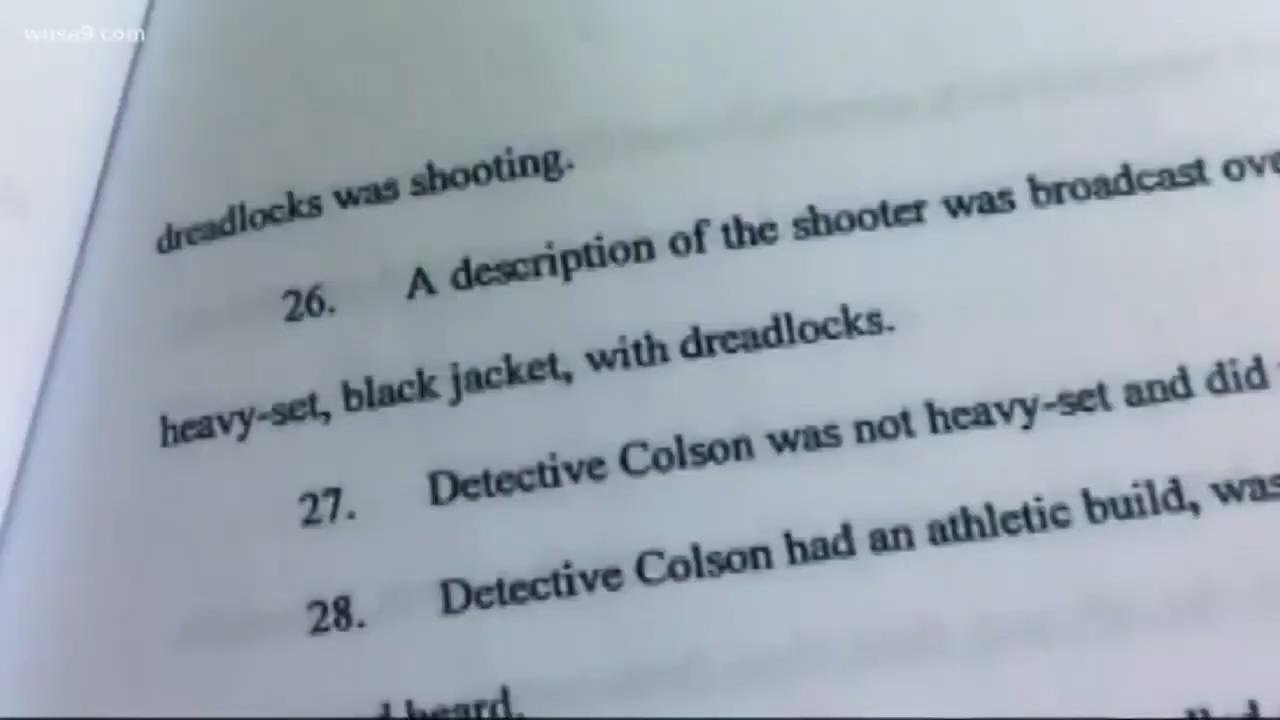 wusa9.com
dreadlocks was shooting.
26. A description of the shooter was broadcast
heavy-set, black jacket, with dreadlocks.
27. Detective Colson was not heavy-set and did
28. Detective Colson had an athletic build, was
heard.